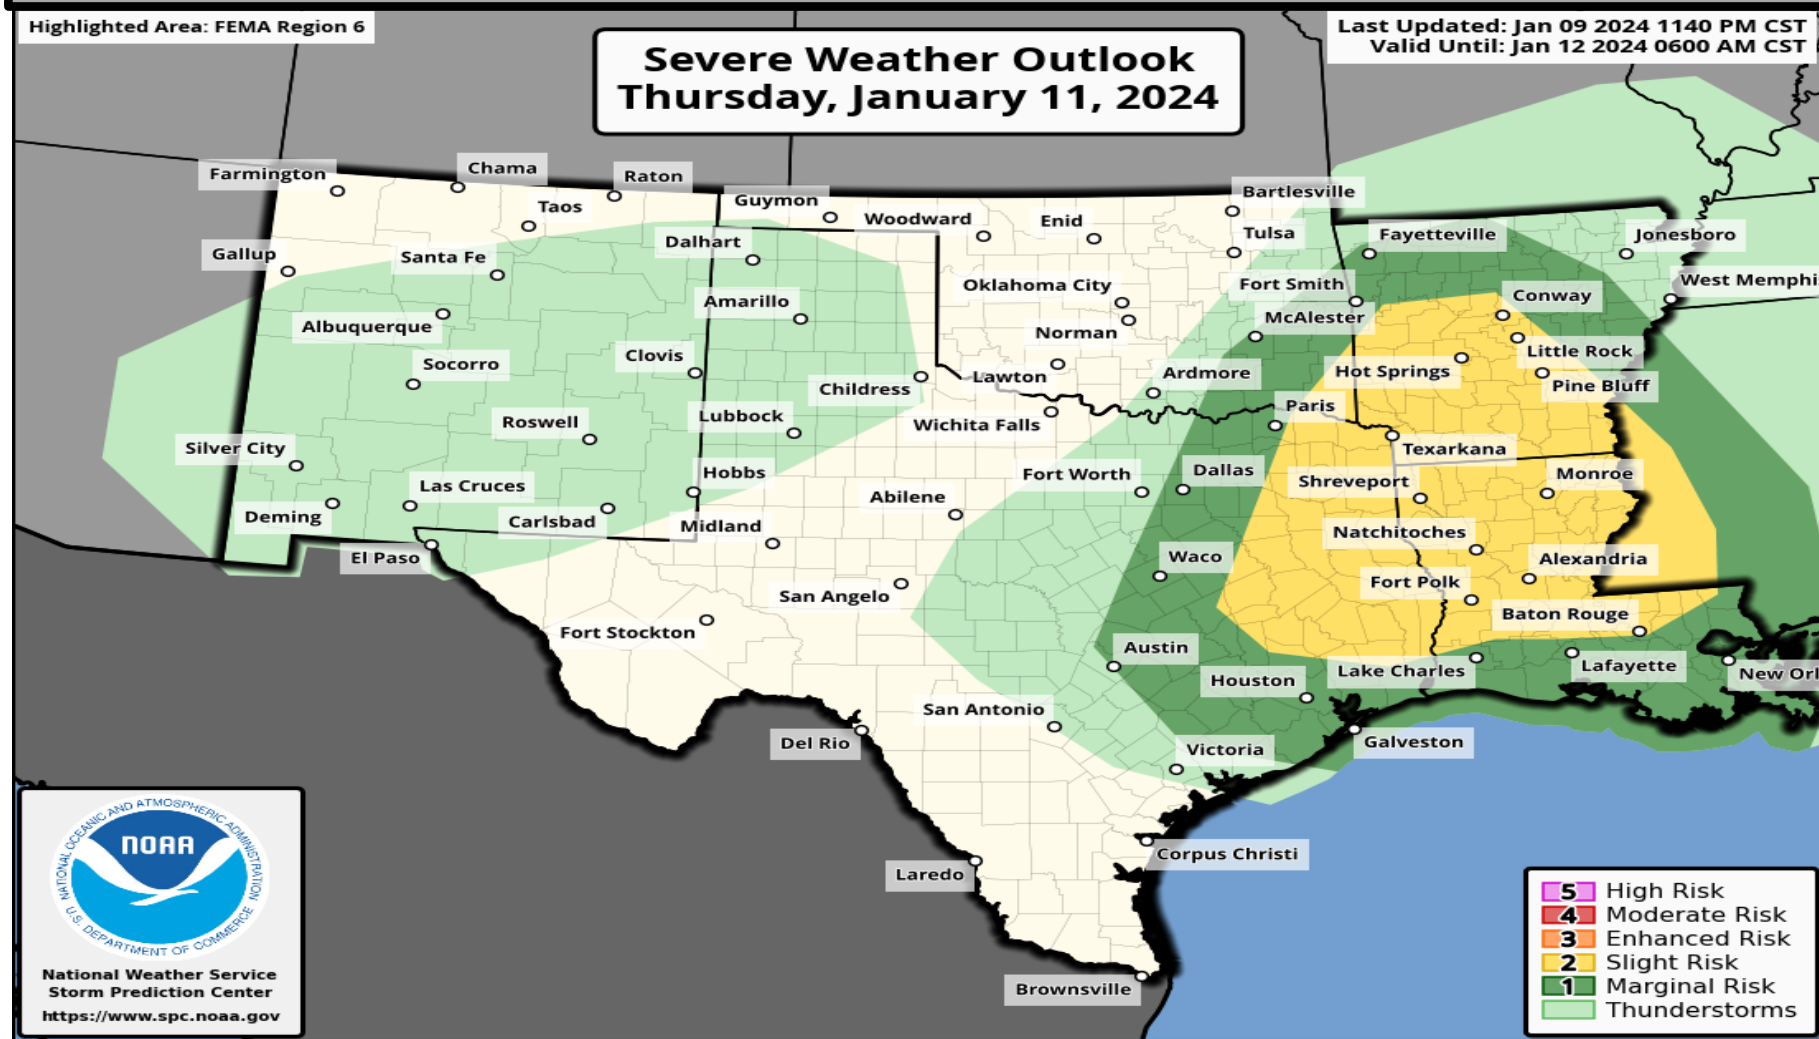 Highlighted Area: FEMA Region 6
Last Updated: Jan 09 2024 1140 PM CST
Valid Until: Jan 12 2024 0600 AM CST
Severe Weather Outlook
Thursday, January 11, 2024
Farmington
Chama
Raton
Taos
Guymon
Woodward
Enid
Bartlesville
Gallup
Santa Fe
Dalhart
Tulsa
Fayetteville
Jonesboro
Albuquerque
Amarillo
Oklahoma City
Fort Smith
Conway
West Memphi
Socorro
Clovis
Norman
McAlester
Little Rock
Childress
Lawton
Ardmore
Hot Springs
Pine Bluff
Roswell
Lubbock
Wichita Falls
Paris
Silver City
Hobbs
Fort Worth
Dallas
Texarkana
Las Cruces
Abilene
Shreveport
Monroe
Deming
Carlsbad
Midland
Natchitoches
El Paso
Waco
Alexandria
San Angelo
Fort Polk
Fort Stockton
Baton Rouge
Austin
Houston
Lake Charles
Lafayette
New Orl
San Antonio
Del Rio
Victoria
Galveston
Corpus Christi
Laredo
Brownsville
NATIONAL OCEANIC AND ATMOSPHERIC ADMINISTRATION
NOAA
U.S. DEPARTMENT OF COMMERCE
National Weather Service
Storm Prediction Center
https://www.spc.noaa.gov
5 High Risk
4 Moderate Risk
3 Enhanced Risk
2 Slight Risk
1 Marginal Risk
Thunderstorms